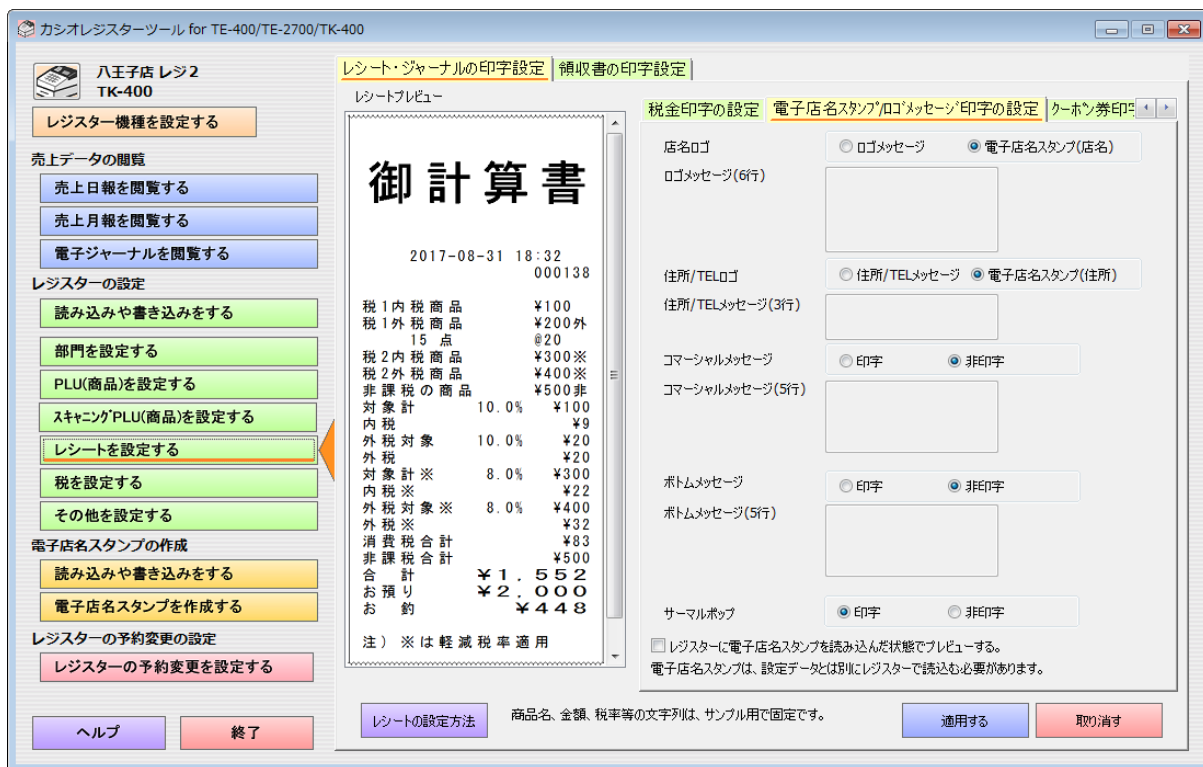 カシオレジスターツール for TE-400/TE-2700/TK-400
八王子店 レジ2
TK-400
レジスター機種を設定する
売上データの閲覧
売上日報を閲覧する
売上月報を閲覧する
電子ジャーナルを閲覧する
レジスターの設定
読み込みや書き込みをする
部門を設定する
PLU(商品)を設定する
スキャニングPLU(商品)を設定する
レシートを設定する
税を設定する
その他を設定する
電子店名スタンプの作成
読み込みや書き込みをする
電子店名スタンプを作成する
レジスターの予約変更の設定
レジスターの予約変更を設定する
ヘルプ 終了
レシート・ジャーナルの印字設定 領収書の印字設定
レシートプレビュー
御計算書
2017-08-31 18:32
000138
税1内税商品 ¥100
税1外税商品 ¥200外
15 点 @20
税2内税商品 ¥300※
税2外税商品 ¥400※
非課税の商品 ¥500非
対象計 10.0% ¥100
内税 ¥9
外税対象 10.0% ¥20
外税 ¥20
対象計※ 8.0% ¥300
内税※ ¥22
外税対象※ 8.0% ¥400
外税※ ¥32
消費税合計 ¥83
非課税合計 ¥500
合 計 ¥1,552
お預り ¥2,000
お 釣 ¥448
注) ※は軽減税率適用
税金印字の設定 電子店名スタンプ/ロゴメッセージ印字の設定 クーポン券印字
店名ロゴ ロゴメッセージ 電子店名スタンプ(店名)
ロゴメッセージ(6行)
住所/TELロゴ 住所/TELメッセージ 電子店名スタンプ(住所)
住所/TELメッセージ(3行)
コマーシャルメッセージ 印字 非印字
コマーシャルメッセージ(5行)
ボトムメッセージ 印字 非印字
ボトムメッセージ(5行)
サーマルポップ 印字 非印字
レジスターに電子店名スタンプを読み込んだ状態でプレビューする。
電子店名スタンプは、設定データとは別にレジスターで読込む必要があります。
レシートの設定方法 商品名、金額、税率等の文字列は、サンプル用で固定です。 適用する 取り消す